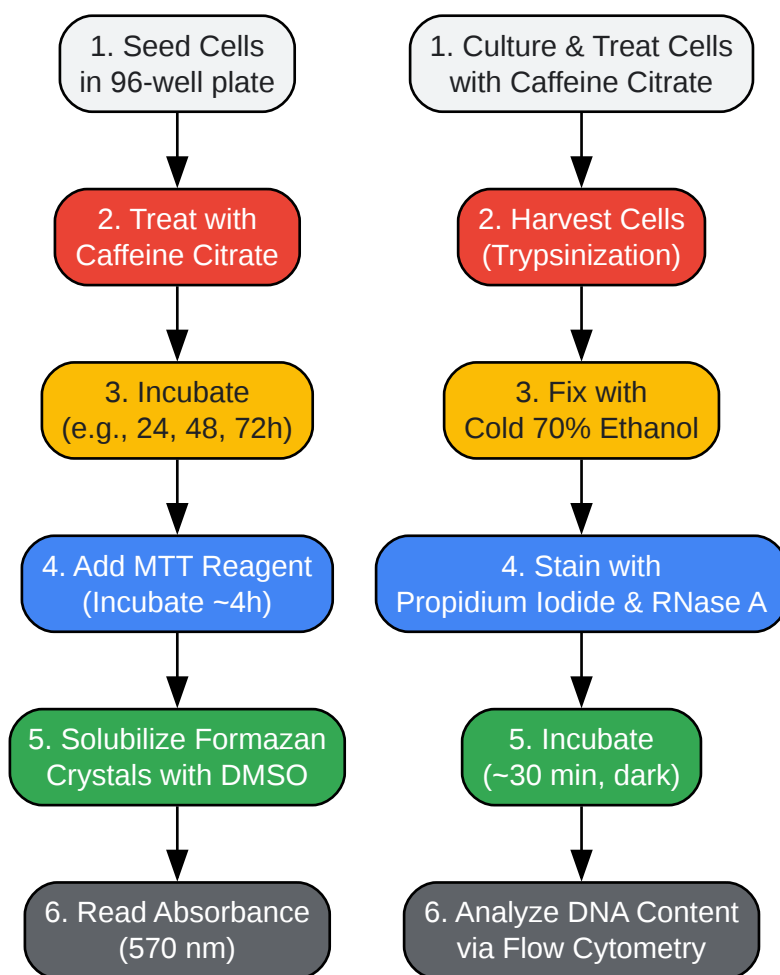 1. Seed Cells
in 96-well plate
2. Treat with
Caffeine Citrate
3. Incubate
(e.g., 24, 48, 72h)
4. Add MTT Reagent
(Incubate ~4h)
5. Solubilize Formazan
Crystals with DMSO
6. Read Absorbance
(570 nm)
1. Culture & Treat Cells
with Caffeine Citrate
2. Harvest Cells
(Trypsinization)
3. Fix with
Cold 70% Ethanol
4. Stain with
Propidium Iodide & RNase A
5. Incubate
(~30 min, dark)
6. Analyze DNA Content
via Flow Cytometry